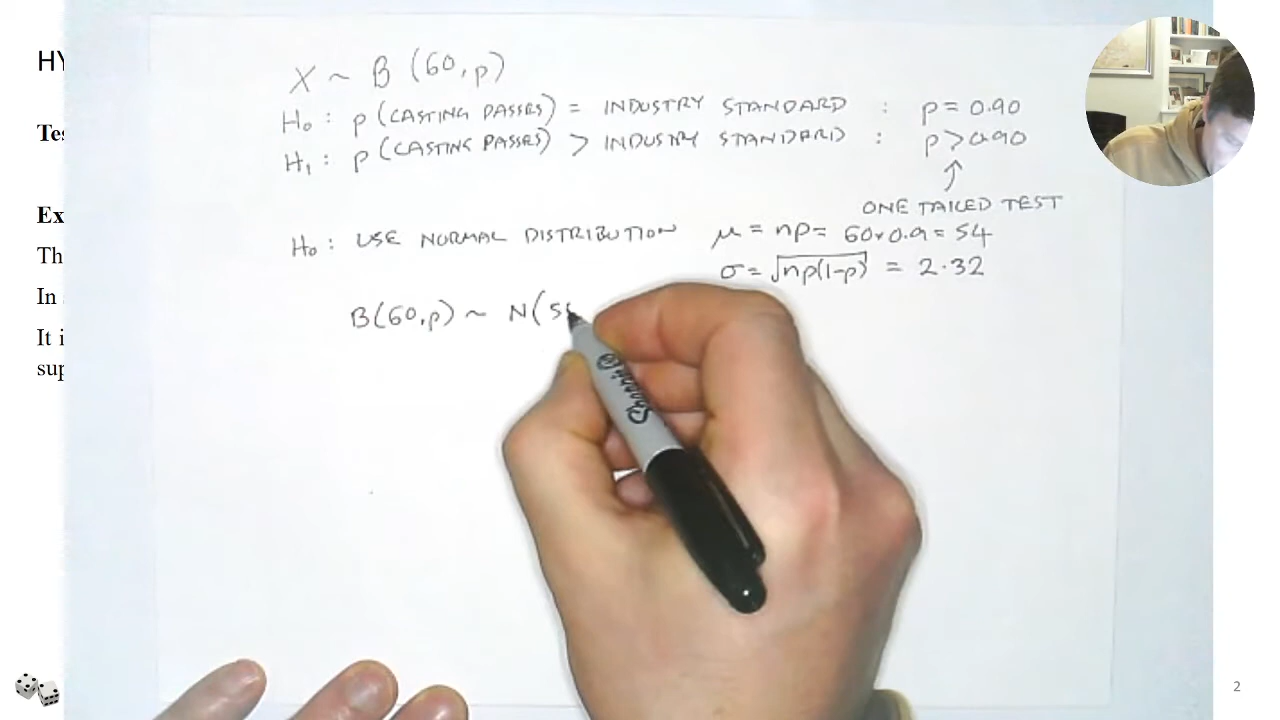 HY
X ~ B (60, p)
H₀ : p (CASTING PASSES) = INDUSTRY STANDARD : p = 0.90
H₁ : p (CASTING PASSES) > INDUSTRY STANDARD : p > 0.90
Tes
ONE TAILED TEST
Ex
H₀ : USE NORMAL DISTRIBUTION μ = np = 60×0.9 = 54
Th
σ = √np(1-p) = 2.32
In
B(60, p) ~ N(5
It i
sup
Sharpie
2